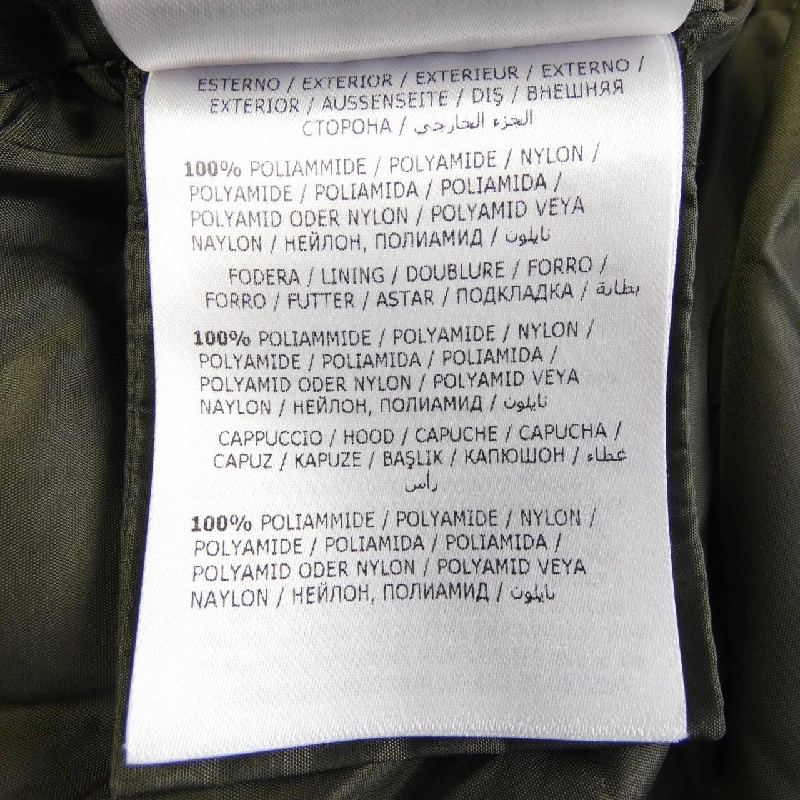 ESTERNO / EXTERIOR / EXTERIEUR / EXTERNO /
EXTERIOR / AUSSENSEITE / DIŞ / ВНЕШНЯЯ
СТОРОНА / الجزء الخارجي
100% POLIAMMIDE / POLYAMIDE / NYLON /
POLYAMIDE / POLIAMIDA / POLIAMIDA /
POLYAMID ODER NYLON / POLYAMID VEYA
NAYLON / НЕЙЛОН, ПОЛИАМИД / نايلون
FODERA / LINING / DOUBLURE / FORRO /
FORRO / FUTTER / ASTAR / ПОДКЛАДКА / بطانة
100% POLIAMMIDE / POLYAMIDE / NYLON /
POLYAMIDE / POLIAMIDA / POLIAMIDA /
POLYAMID ODER NYLON / POLYAMID VEYA
NAYLON / НЕЙЛОН, ПОЛИАМИД / نايلون
CAPPUCCIO / HOOD / CAPUCHE / CAPUCHA /
CAPUZ / KAPUZE / BAŞLIK / КАПЮШОН / غطاء
رأس
100% POLIAMMIDE / POLYAMIDE / NYLON /
POLYAMIDE / POLIAMIDA / POLIAMIDA /
POLYAMID ODER NYLON / POLYAMID VEYA
NAYLON / НЕЙЛОН, ПОЛИАМИД / نايلون